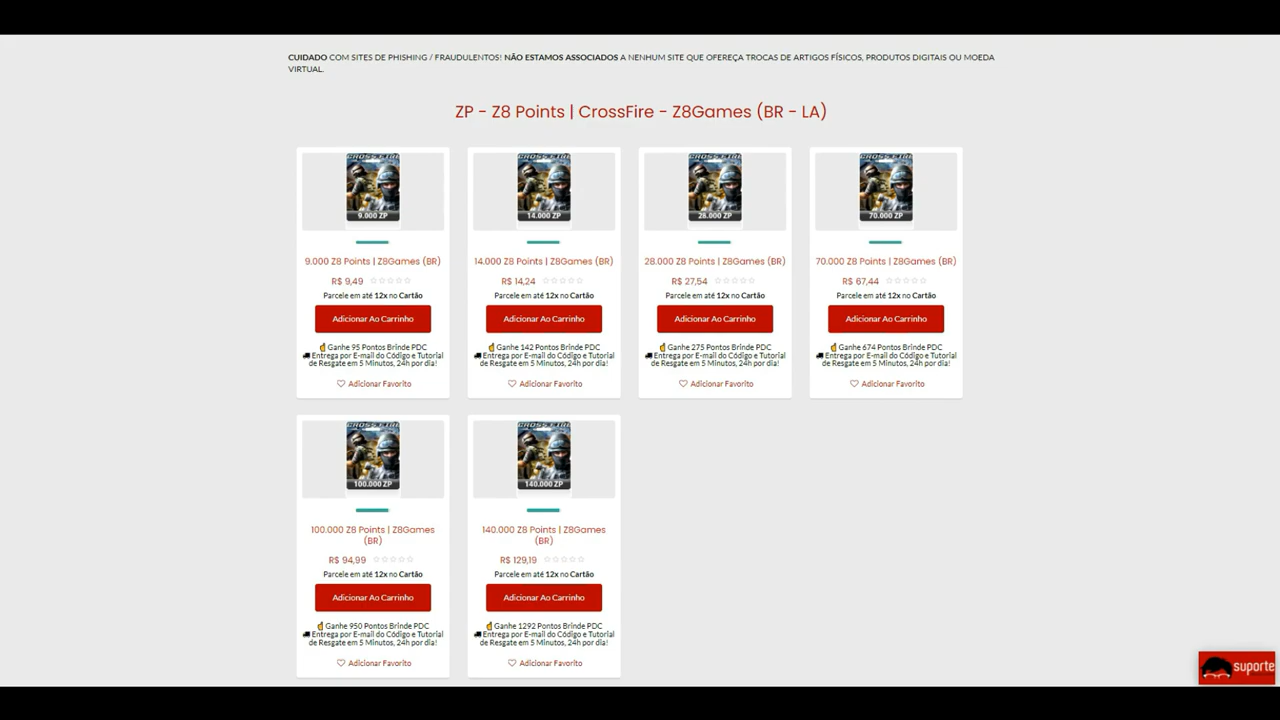 CUIDADO COM SITES DE PHISHING / FRAUDULENTOS! NÃO ESTAMOS ASSOCIADOS A NENHUM SITE QUE OFEREÇA TROCAS DE ARTIGOS FÍSICOS, PRODUTOS DIGITAIS OU MOEDA
VIRTUAL.
ZP - Z8 Points | CrossFire - Z8Games (BR - LA)
CROSS FIRE
9.000 ZP
9.000 Z8 Points | Z8Games (BR)
R$ 9,49
Parcele em até 12x no Cartão
Adicionar Ao Carrinho
Ganhe 95 Pontos Brinde PDC
Entrega por E-mail do Código e Tutorial
de Resgate em 5 Minutos, 24h por dia!
Adicionar Favorito
CROSS FIRE
14.000 ZP
14.000 Z8 Points | Z8Games (BR)
R$ 14,24
Parcele em até 12x no Cartão
Adicionar Ao Carrinho
Ganhe 142 Pontos Brinde PDC
Entrega por E-mail do Código e Tutorial
de Resgate em 5 Minutos, 24h por dia!
Adicionar Favorito
CROSS FIRE
28.000 ZP
28.000 Z8 Points | Z8Games (BR)
R$ 27,54
Parcele em até 12x no Cartão
Adicionar Ao Carrinho
Ganhe 275 Pontos Brinde PDC
Entrega por E-mail do Código e Tutorial
de Resgate em 5 Minutos, 24h por dia!
Adicionar Favorito
CROSS FIRE
70.000 ZP
70.000 Z8 Points | Z8Games (BR)
R$ 67,44
Parcele em até 12x no Cartão
Adicionar Ao Carrinho
Ganhe 674 Pontos Brinde PDC
Entrega por E-mail do Código e Tutorial
de Resgate em 5 Minutos, 24h por dia!
Adicionar Favorito
CROSS FIRE
100.000 ZP
100.000 Z8 Points | Z8Games
(BR)
R$ 94,99
Parcele em até 12x no Cartão
Adicionar Ao Carrinho
Ganhe 950 Pontos Brinde PDC
Entrega por E-mail do Código e Tutorial
de Resgate em 5 Minutos, 24h por dia!
Adicionar Favorito
CROSS FIRE
140.000 ZP
140.000 Z8 Points | Z8Games
(BR)
R$ 129,19
Parcele em até 12x no Cartão
Adicionar Ao Carrinho
Ganhe 1292 Pontos Brinde PDC
Entrega por E-mail do Código e Tutorial
de Resgate em 5 Minutos, 24h por dia!
Adicionar Favorito
suporte